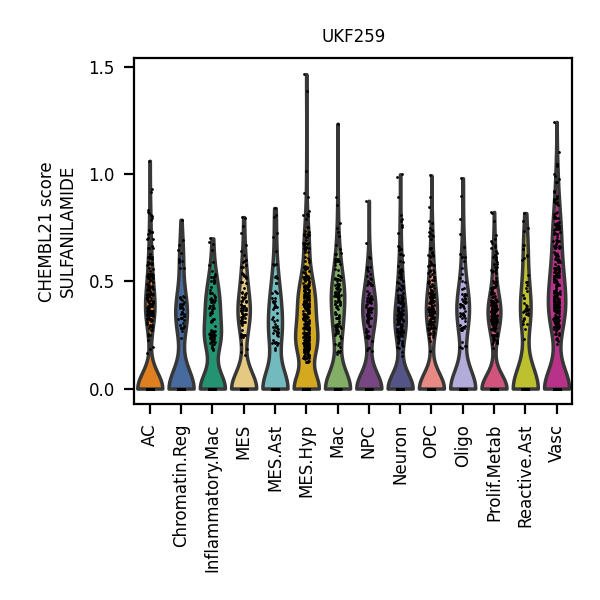 UKF259
CHEMBL21 score
SULFANILAMIDE
1.5
1.0
0.5
0.0
AC
Chromatin.Reg
Inflammatory.Mac
MES
MES.Ast
MES.Hyp
Mac
NPC
Neuron
OPC
Oligo
Prolif.Metab
Reactive.Ast
Vasc